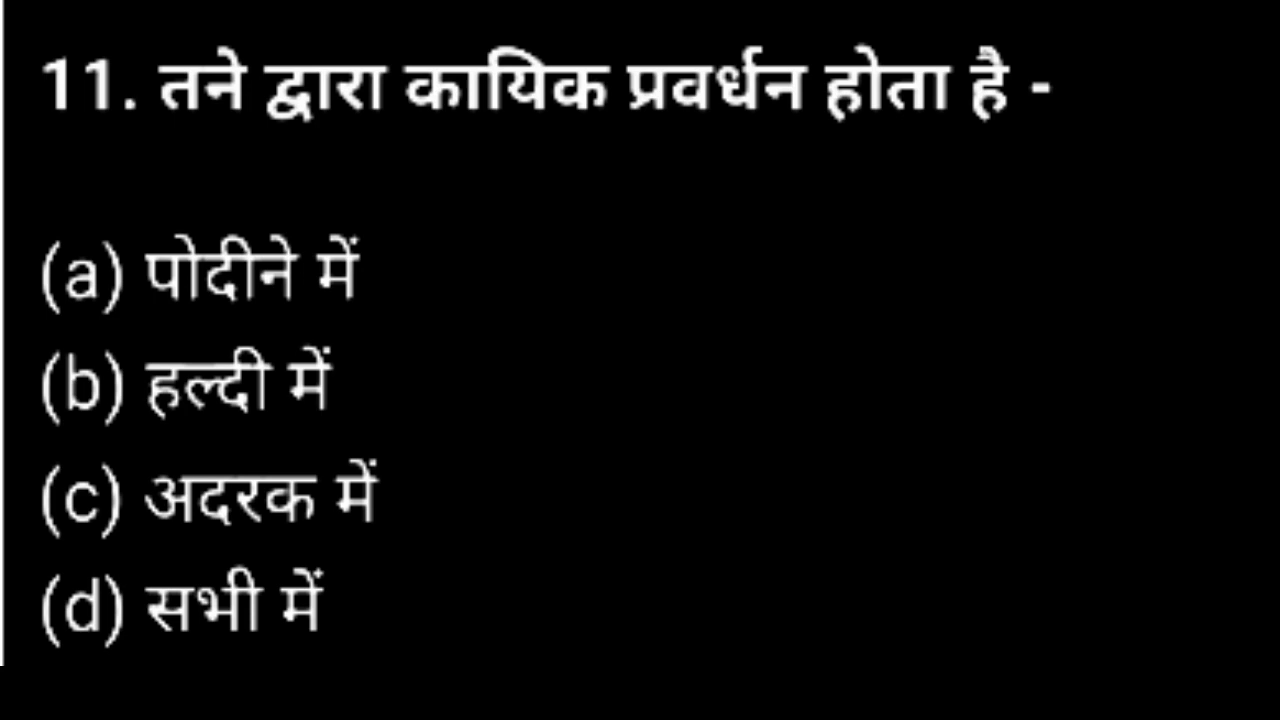 11. तने द्वारा कायिक प्रवर्धन होता है -
(a) पोदीने में
(b) हल्दी में
(c) अदरक में
(d) सभी में